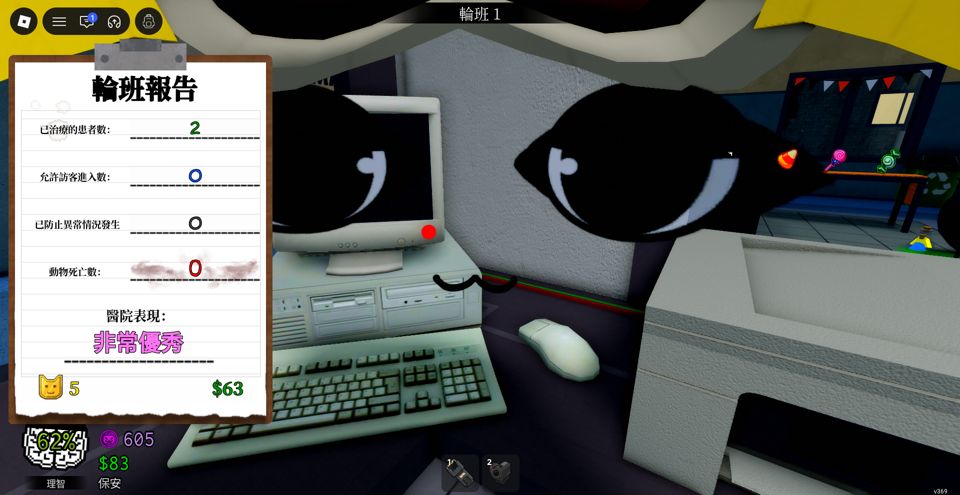 1
輪班 1
輪班報告
已治療的患者數: 2
允許訪客進入數: 0
已防止異常情況發生 0
動物死亡數: 0
醫院表現:
非常優秀
5 $63
62% 605
$83
理智 保安
1 2
v369